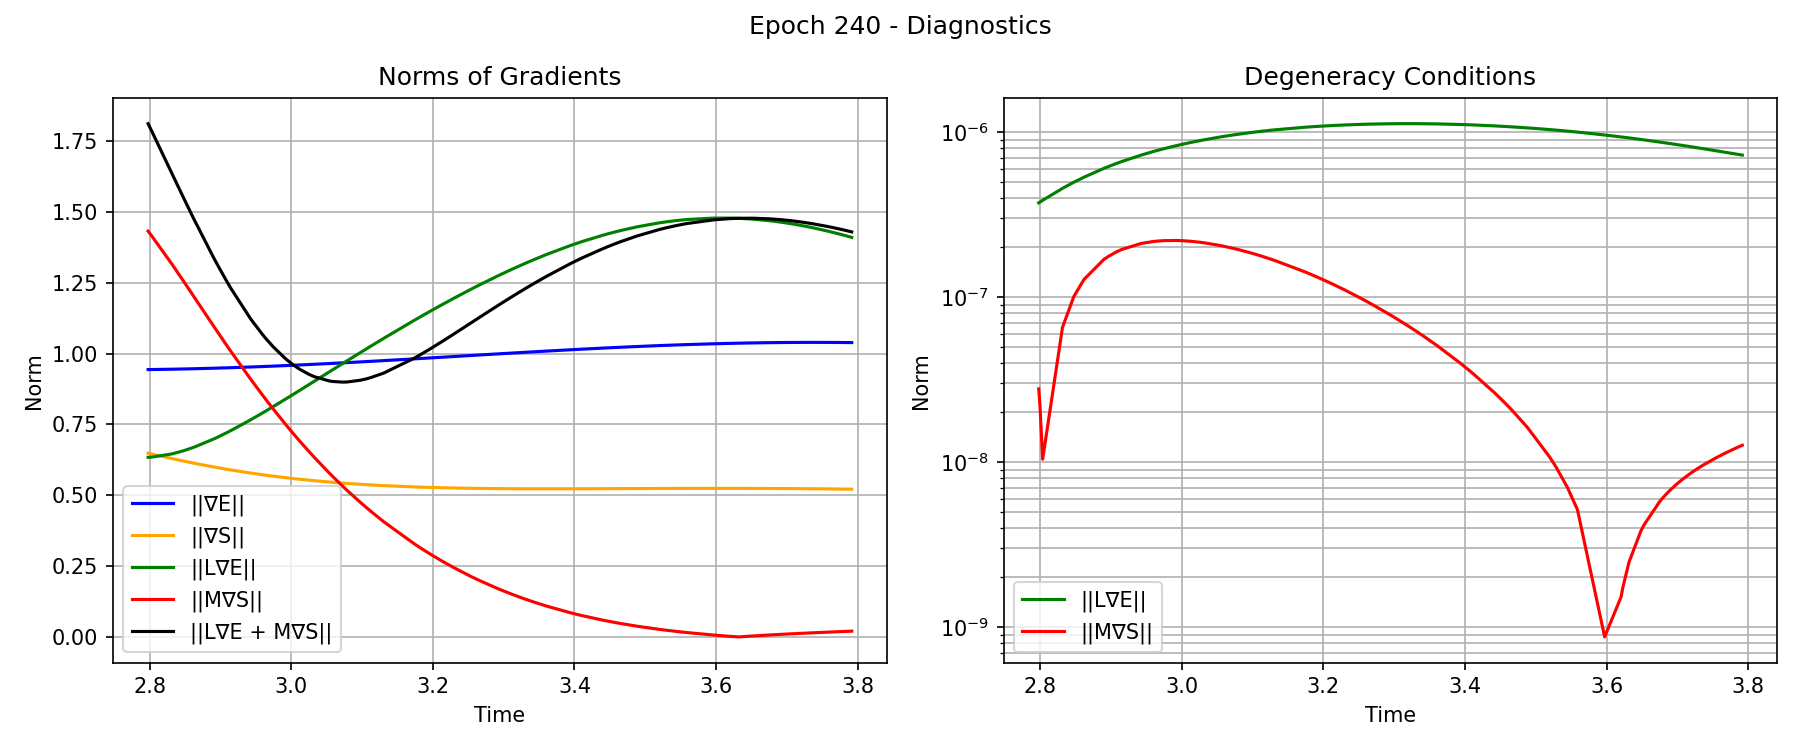 Epoch 240 - Diagnostics
Norms of Gradients
Norm
1.75
1.50
1.25
1.00
0.75
0.50
0.25
0.00
||∇E||
||∇S||
||L∇E||
||M∇S||
||L∇E + M∇S||
2.8
3.0
3.2
3.4
3.6
3.8
Time
Degeneracy Conditions
Norm
10⁻⁶
10⁻⁷
10⁻⁸
10⁻⁹
||L∇E||
||M∇S||
2.8
3.0
3.2
3.4
3.6
3.8
Time